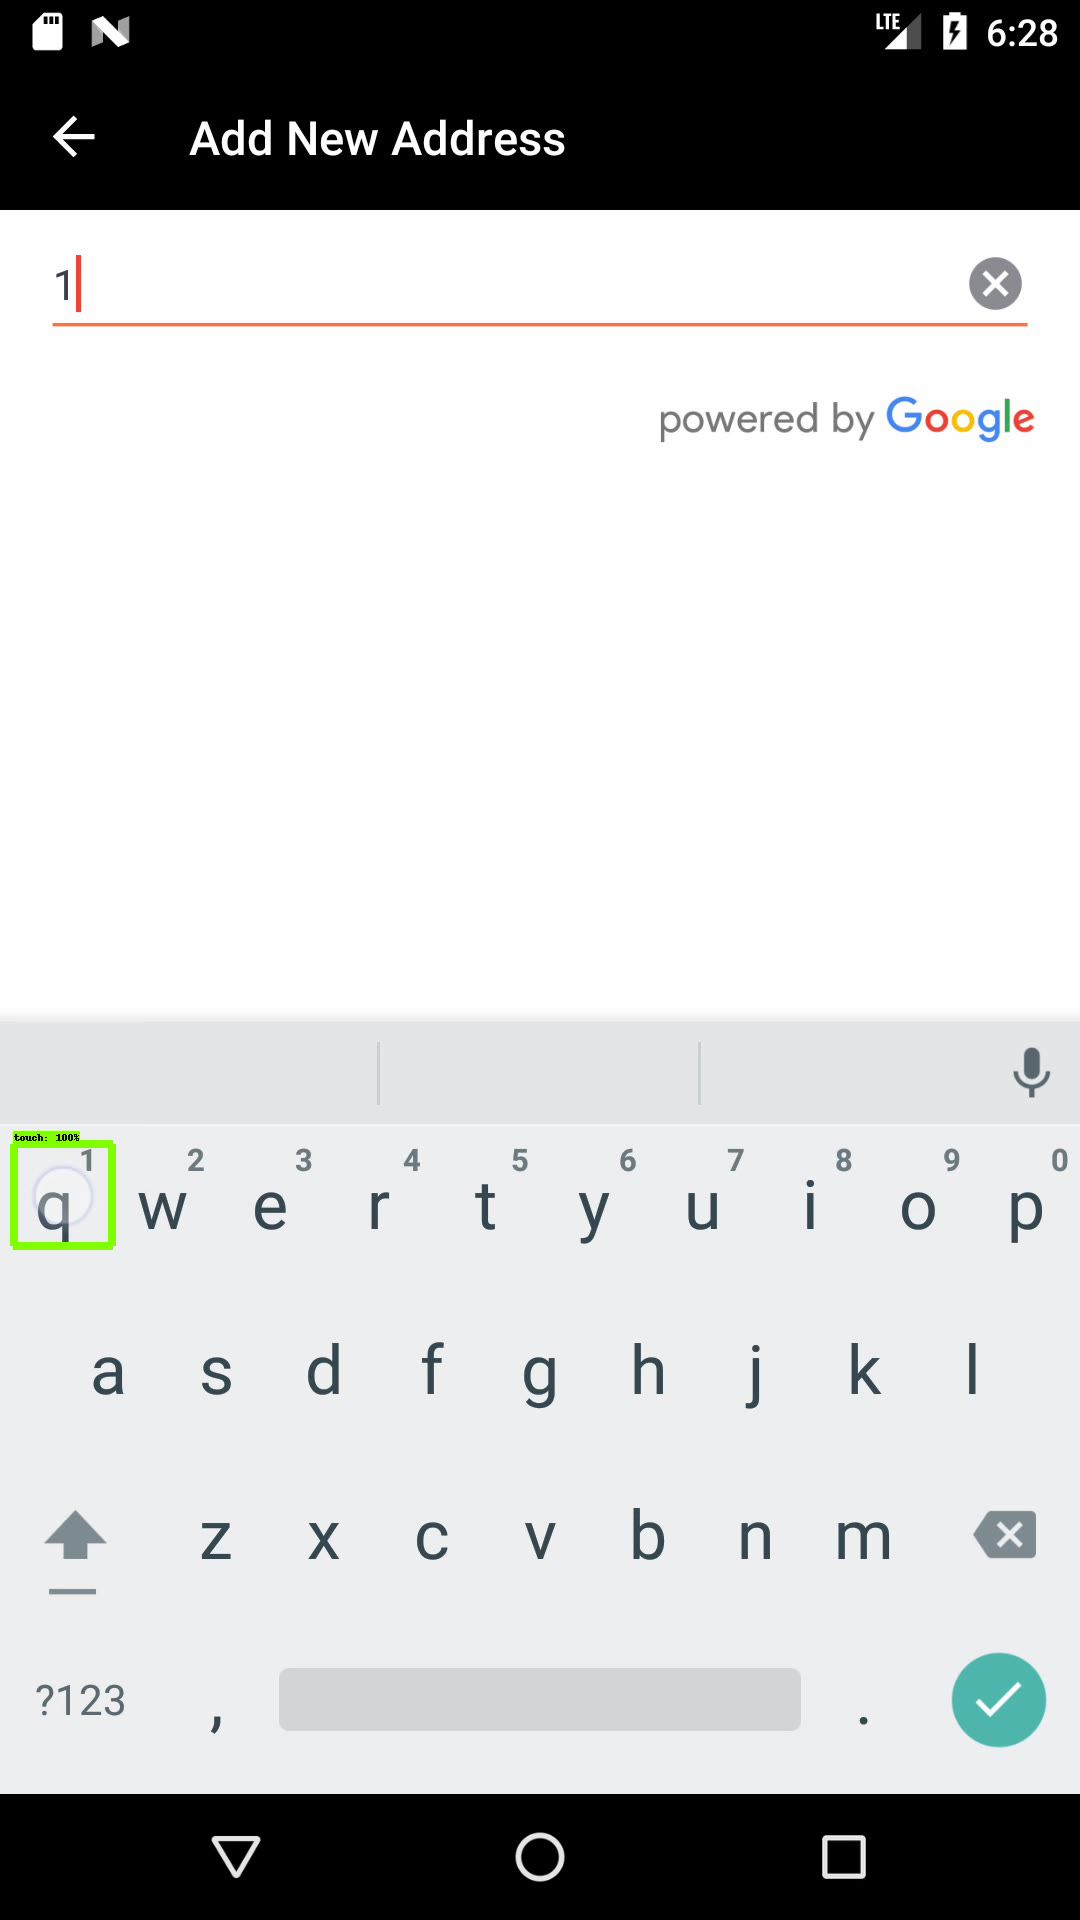 LTE 6:28
Add New Address
1
powered by Google
touch: 100%
1 2 3 4 5 6 7 8 9 0
q w e r t y u i o p
a s d f g h j k l
z x c v b n m
?123 , .